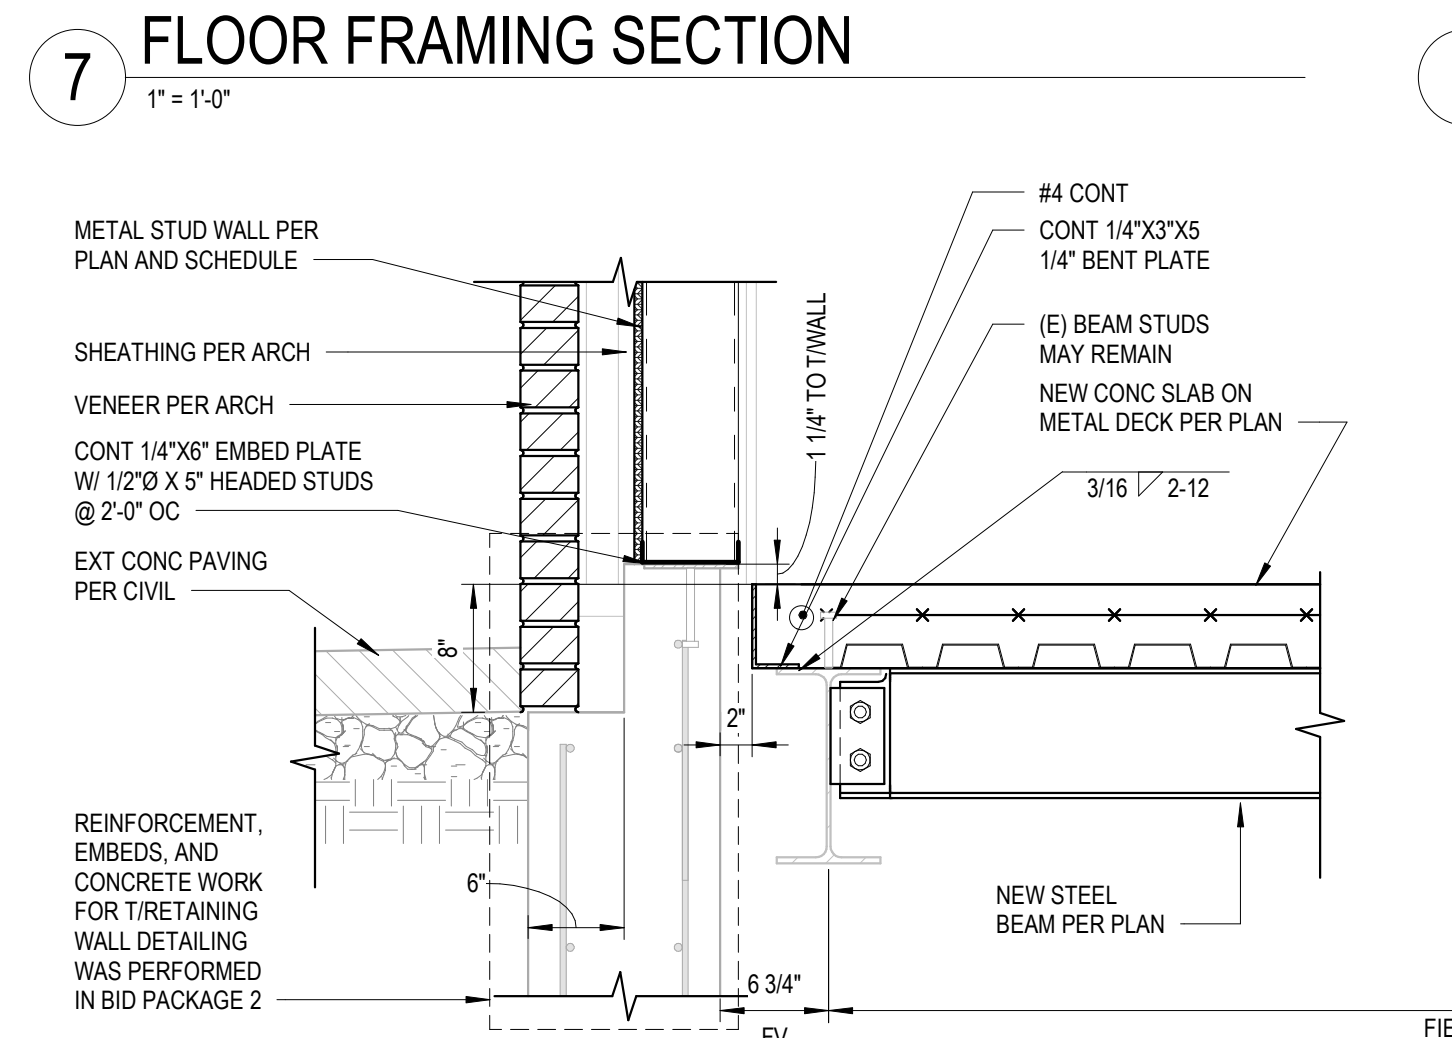 7
FLOOR FRAMING SECTION
1" = 1'-0"
METAL STUD WALL PER
PLAN AND SCHEDULE
SHEATHING PER ARCH
VENEER PER ARCH
CONT 1/4"X6" EMBED PLATE
W/ 1/2"Ø X 5" HEADED STUDS
@ 2'-0" OC
EXT CONC PAVING
PER CIVIL
8"
REINFORCEMENT,
EMBEDS, AND
CONCRETE WORK
FOR T/RETAINING
WALL DETAILING
WAS PERFORMED
IN BID PACKAGE 2
6"
1 1/4" TO T/WALL
#4 CONT
CONT 1/4"X3"X5
1/4" BENT PLATE
(E) BEAM STUDS
MAY REMAIN
NEW CONC SLAB ON
METAL DECK PER PLAN
3/16 2-12
2"
NEW STEEL
BEAM PER PLAN
6 3/4"